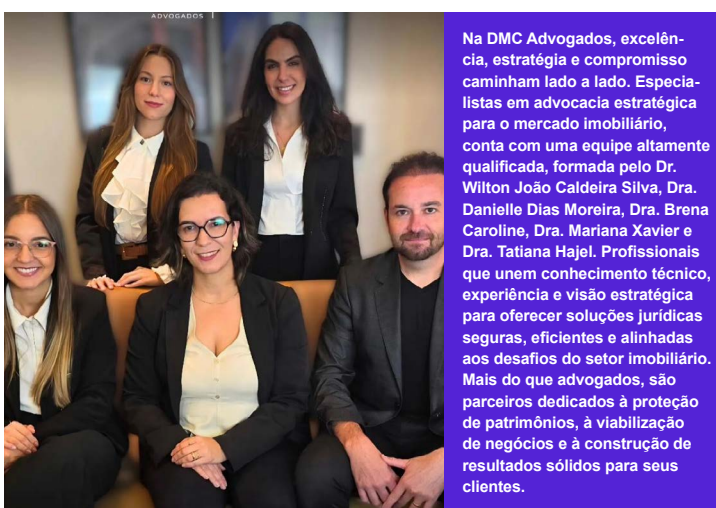 ADVOGADOS |
Na DMC Advogados, excelên-
cia, estratégia e compromisso
caminham lado a lado. Especia-
listas em advocacia estratégica
para o mercado imobiliário,
conta com uma equipe altamente
qualificada, formada pelo Dr.
Wilton João Caldeira Silva, Dra.
Danielle Dias Moreira, Dra. Brena
Caroline, Dra. Mariana Xavier e
Dra. Tatiana Hajel. Profissionais
que unem conhecimento técnico,
experiência e visão estratégica
para oferecer soluções jurídicas
seguras, eficientes e alinhadas
aos desafios do setor imobiliário.
Mais do que advogados, são
parceiros dedicados à proteção
de patrimônios, à viabilização
de negócios e à construção de
resultados sólidos para seus
clientes.